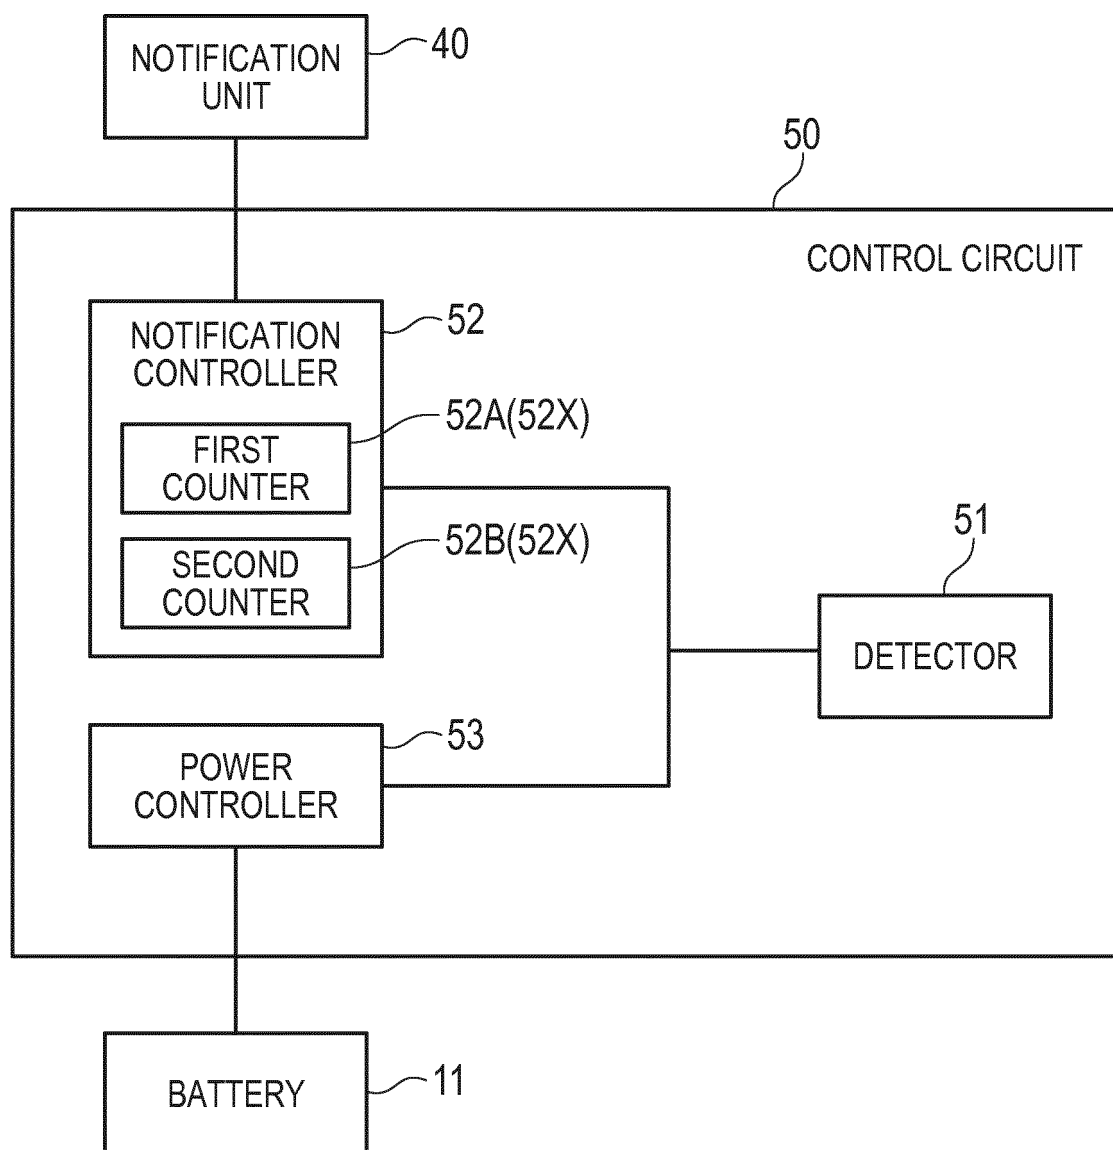 NOTIFICATION
UNIT
40
50
CONTROL CIRCUIT
NOTIFICATION
CONTROLLER
52
FIRST
COUNTER
52A(52X)
SECOND
COUNTER
52B(52X)
51
DETECTOR
POWER
CONTROLLER
53
BATTERY
11